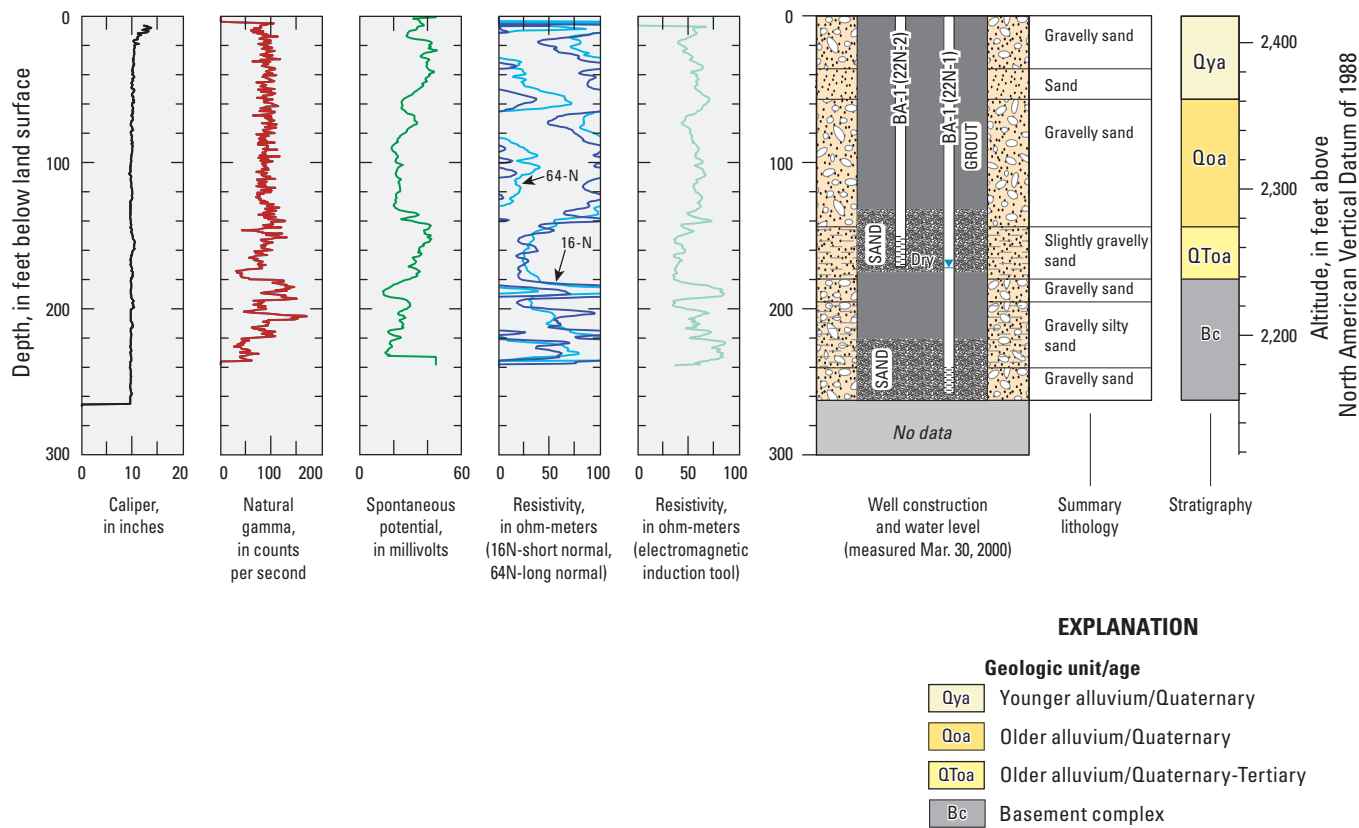 Depth, in feet below land surface
0
100
200
300
0 10 20
Caliper,
in inches
0 100 200
Natural
gamma,
in counts
per second
0 60
Spontaneous
potential,
in millivolts
64-N
16-N
0 50 100
Resistivity,
in ohm-meters
(16N-short normal,
64N-long normal)
0 50 100
Resistivity,
in ohm-meters
(electromagnetic
induction tool)
0
100
200
300
BA-1 (22N-2)
BA-1 (22N-1)
GROUT
SAND
Dry
SAND
No data
Well construction
and water level
(measured Mar. 30, 2000)
Gravelly sand
Sand
Gravelly sand
Slightly gravelly
sand
Gravelly sand
Gravelly silty
sand
Gravelly sand
Summary
lithology
Qya
Qoa
QToa
Bc
Stratigraphy
2,400
2,300
2,200
Altitude, in feet above
North American Vertical Datum of 1988
EXPLANATION
Geologic unit/age
Qya Younger alluvium/Quaternary
Qoa Older alluvium/Quaternary
QToa Older alluvium/Quaternary-Tertiary
Bc Basement complex